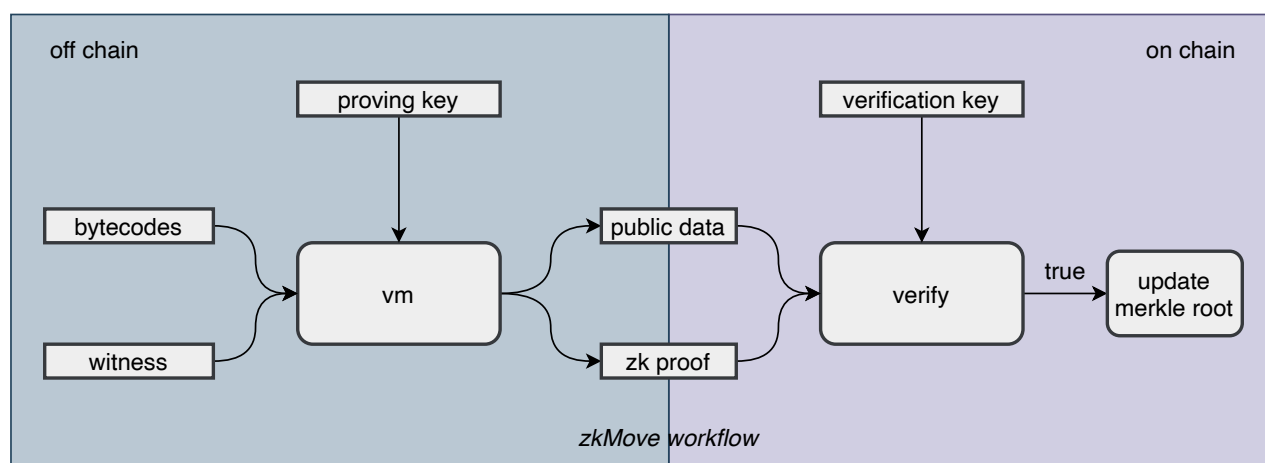 off chain
on chain
proving key
verification key
bytecodes
public data
vm
verify
true
update
merkle root
witness
zk proof
zkMove workflow